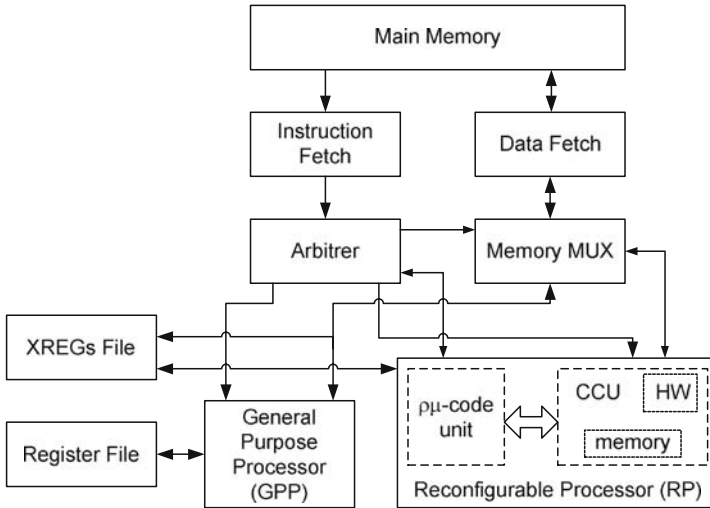 Main Memory
Instruction
Fetch
Data Fetch
Arbitrer
Memory MUX
XREGs File
ρμ-code
unit
CCU
HW
memory
General
Purpose
Processor
(GPP)
Register File
Reconfigurable Processor (RP)